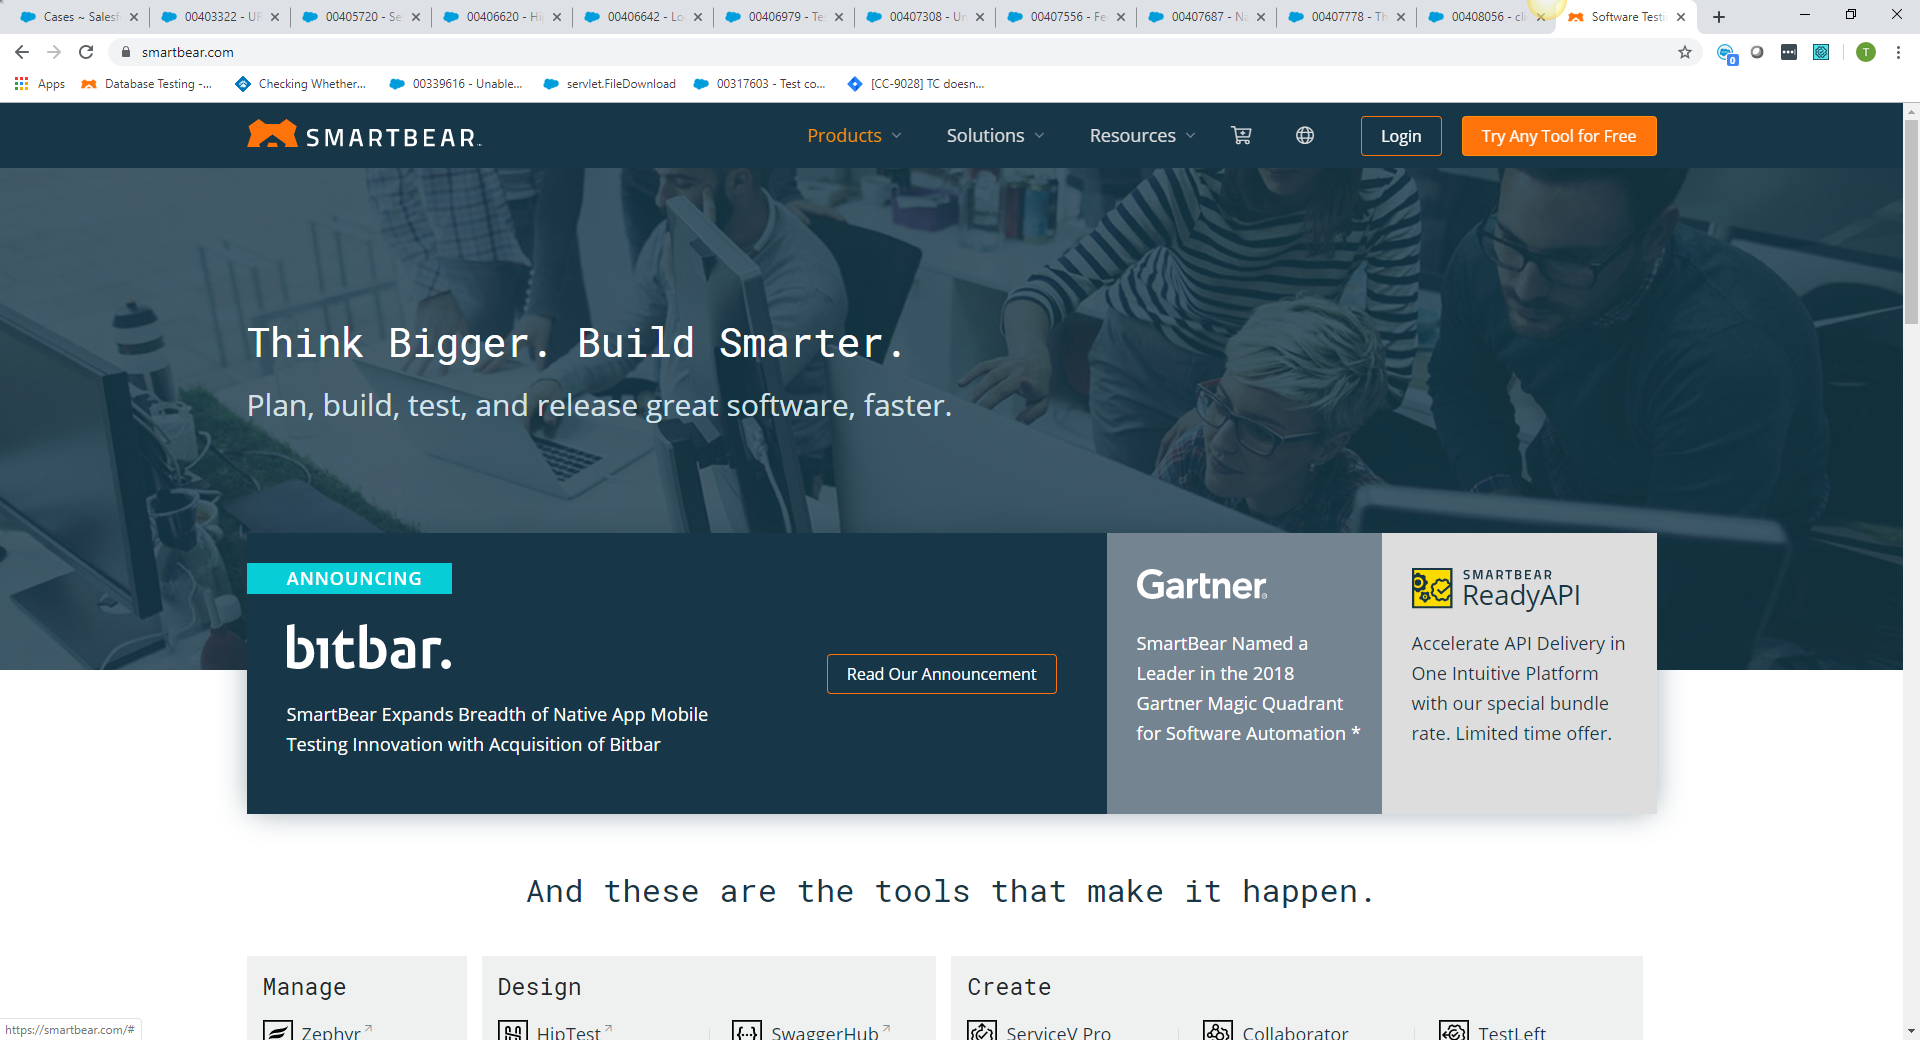 Cases ~ Salesf
00403322 - UF
00405720 - Se
00406620 - Hi
00406642 - Lo
00406979 - Te
00407308 - Un
00407556 - Fe
00407687 - Na
00407778 - Th
00408056 - cl
Software Testi
smartbear.com
0
T
Apps
Database Testing -...
Checking Whether...
00339616 - Unable...
servlet.FileDownload
00317603 - Test co...
[CC-9028] TC doesn...
SMARTBEAR
Products
Solutions
Resources
Login
Try Any Tool for Free
Think Bigger. Build Smarter.
Plan, build, test, and release great software, faster.
ANNOUNCING
bitbar.
SmartBear Expands Breadth of Native App Mobile
Testing Innovation with Acquisition of Bitbar
Read Our Announcement
Gartner®
SmartBear Named a
Leader in the 2018
Gartner Magic Quadrant
for Software Automation *
SMARTBEAR
ReadyAPI
Accelerate API Delivery in
One Intuitive Platform
with our special bundle
rate. Limited time offer.
And these are the tools that make it happen.
Manage
Zephyr
Design
HipTest
SwaggerHub
Create
ServiceV Pro
Collaborator
TestLeft
https://smartbear.com/#